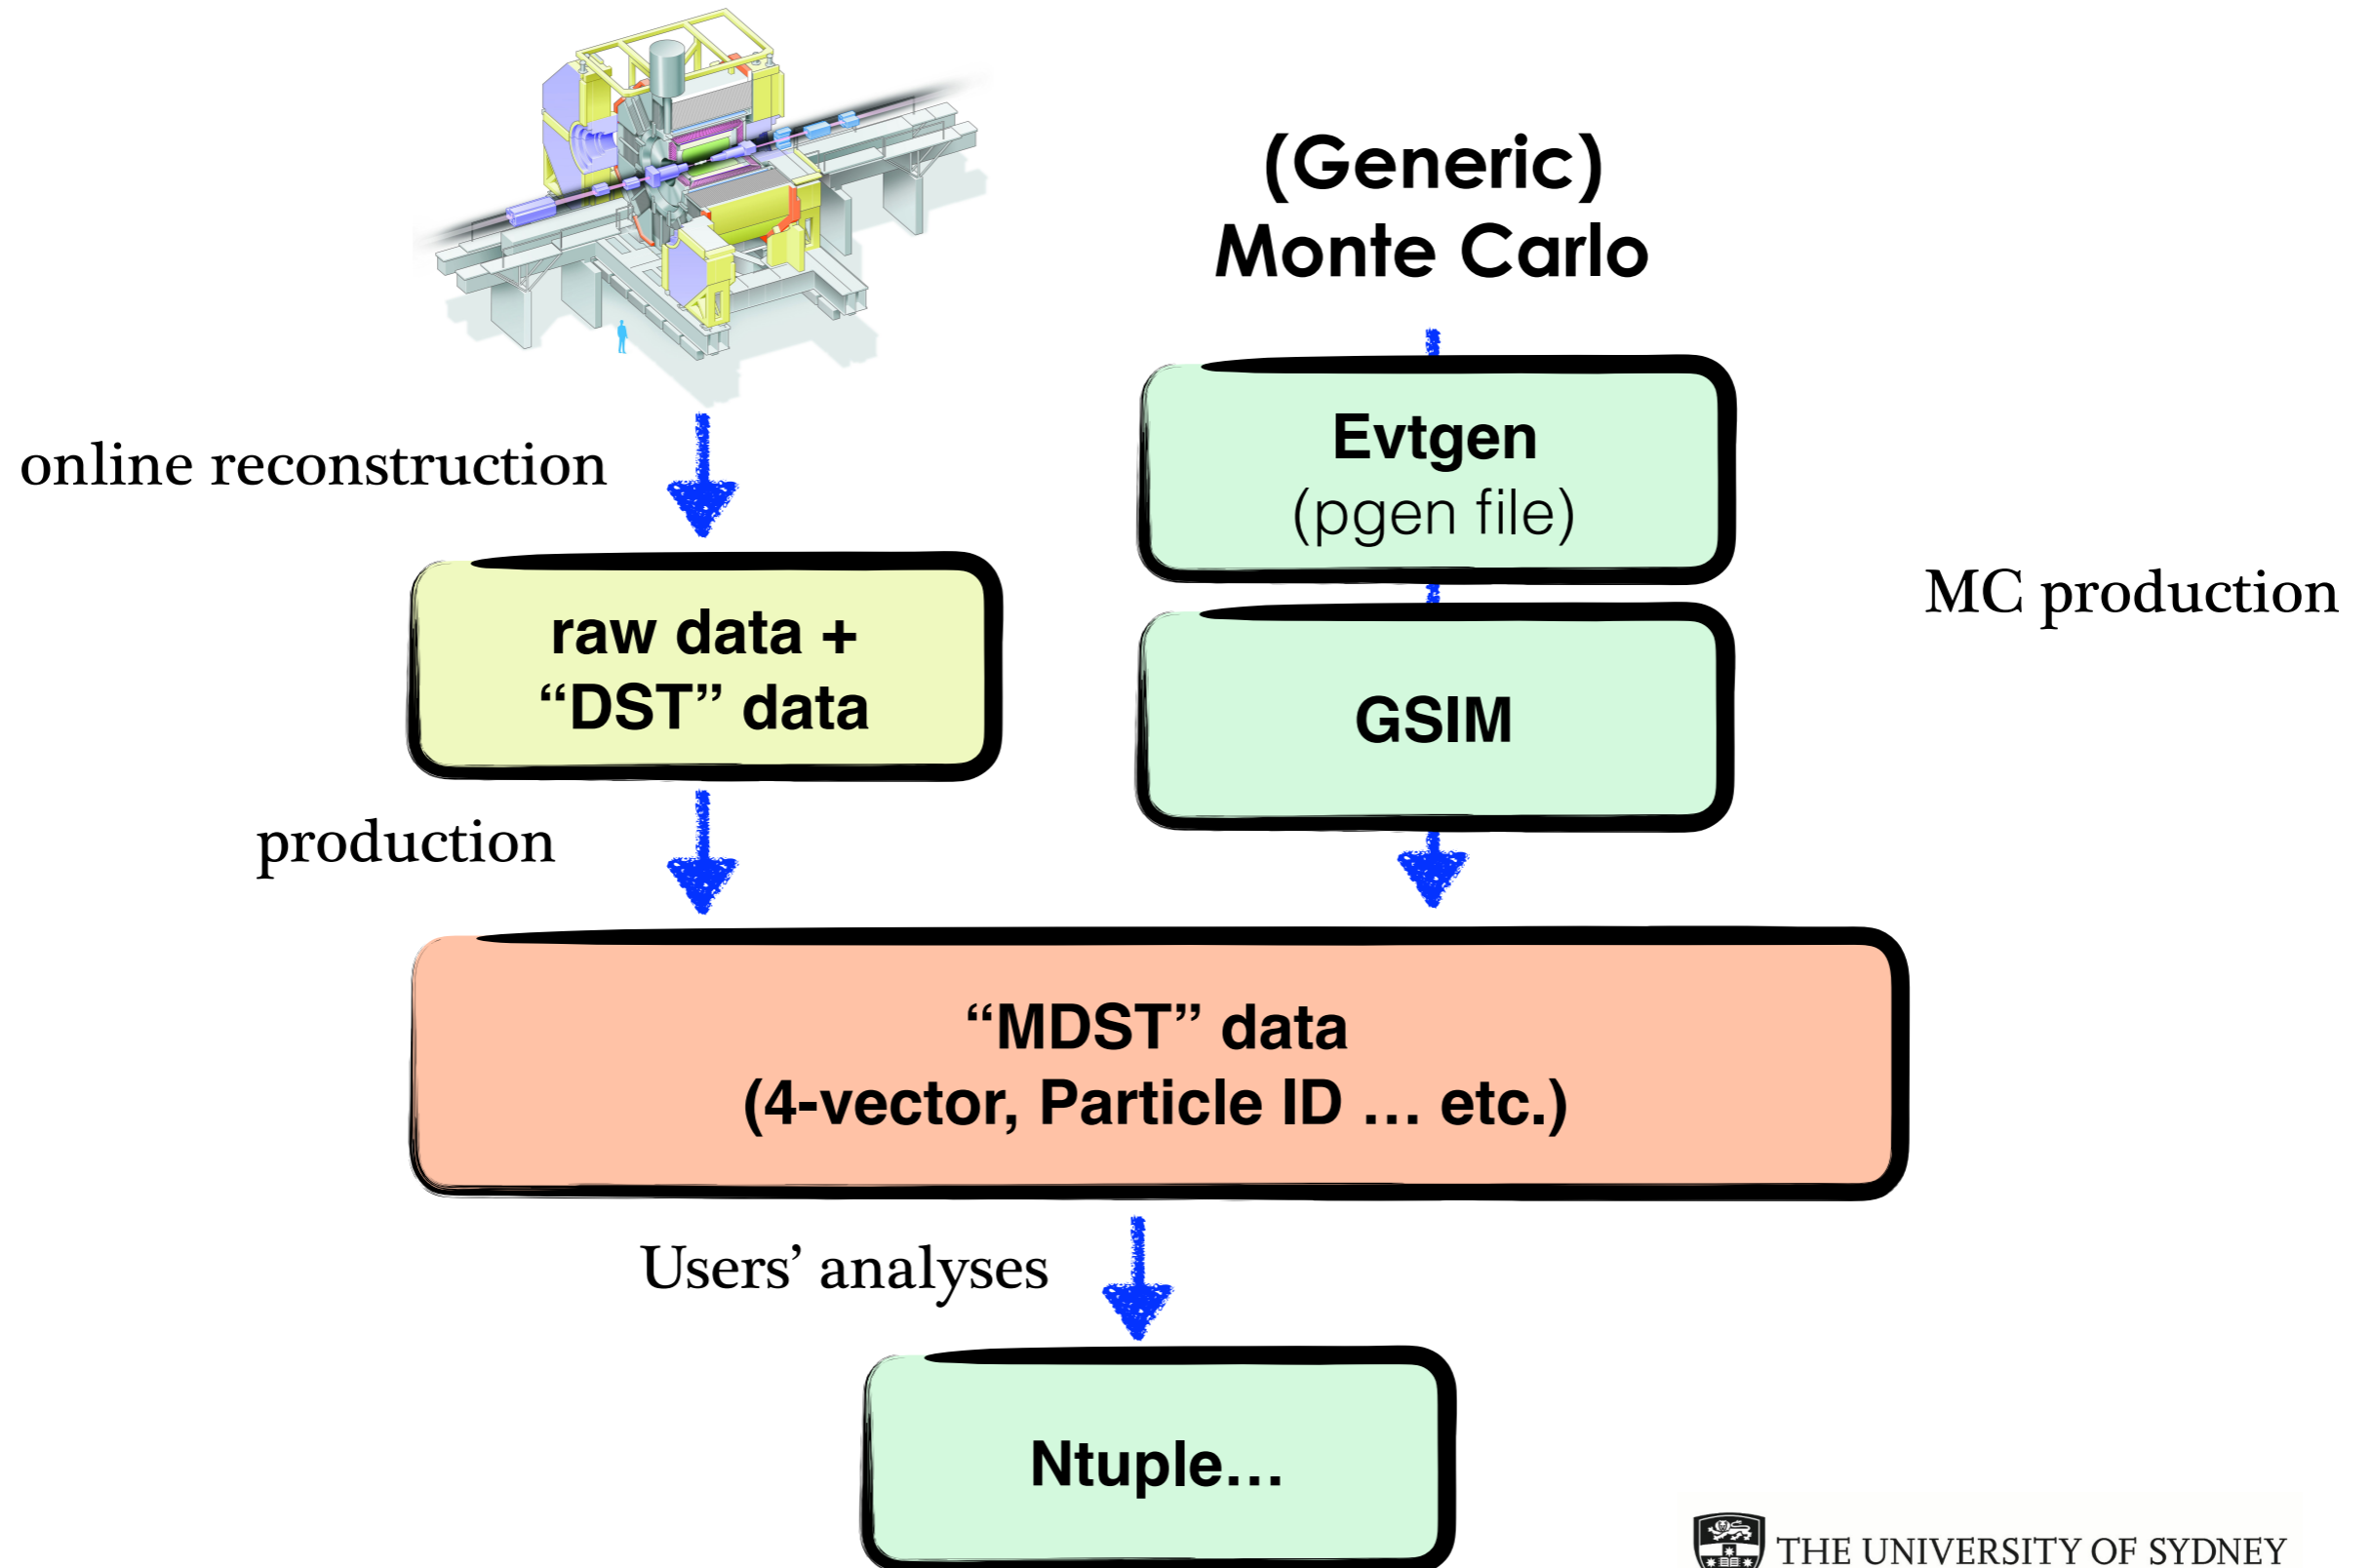 (Generic)
Monte Carlo
online reconstruction
Evtgen
(pgen file)
MC production
raw data +
“DST” data
GSIM
production
“MDST” data
(4-vector, Particle ID … etc.)
Users’ analyses
Ntuple…
THE UNIVERSITY OF SYDNEY